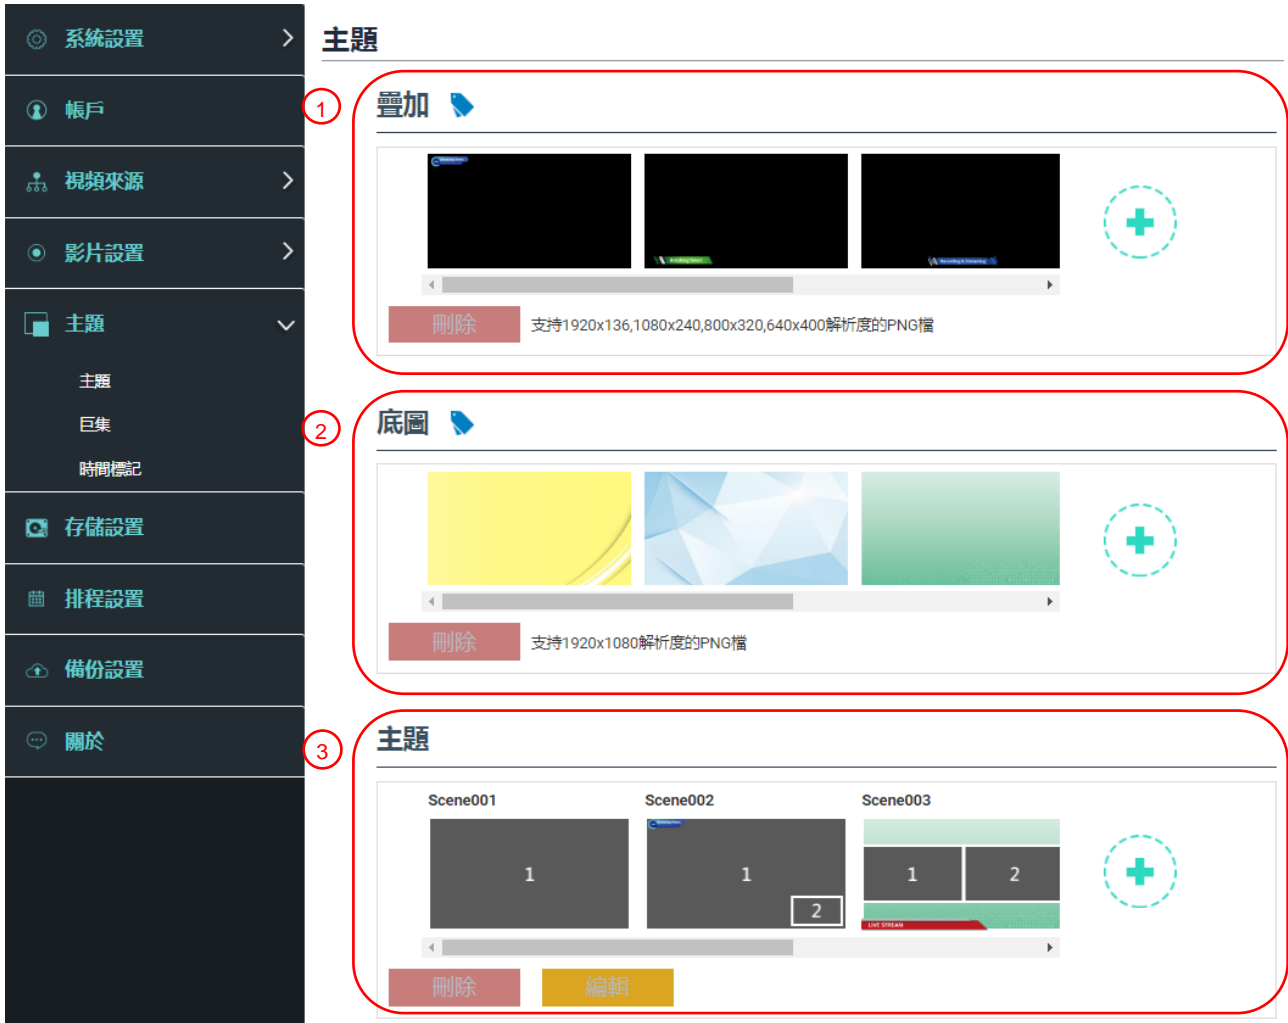 系統設置
帳戶
視頻來源
影片設置
主題
主題
巨集
時間標記
存儲設置
排程設置
備份設置
關於
主題
1
疊加
Breaking News
Recording & Streaming
刪除
支持1920x136,1080x240,800x320,640x400解析度的PNG檔
2
底圖
刪除
支持1920x1080解析度的PNG檔
3
主題
Scene001
Scene002
Scene003
1
1
2
1
2
LIVE STREAM
刪除
編輯